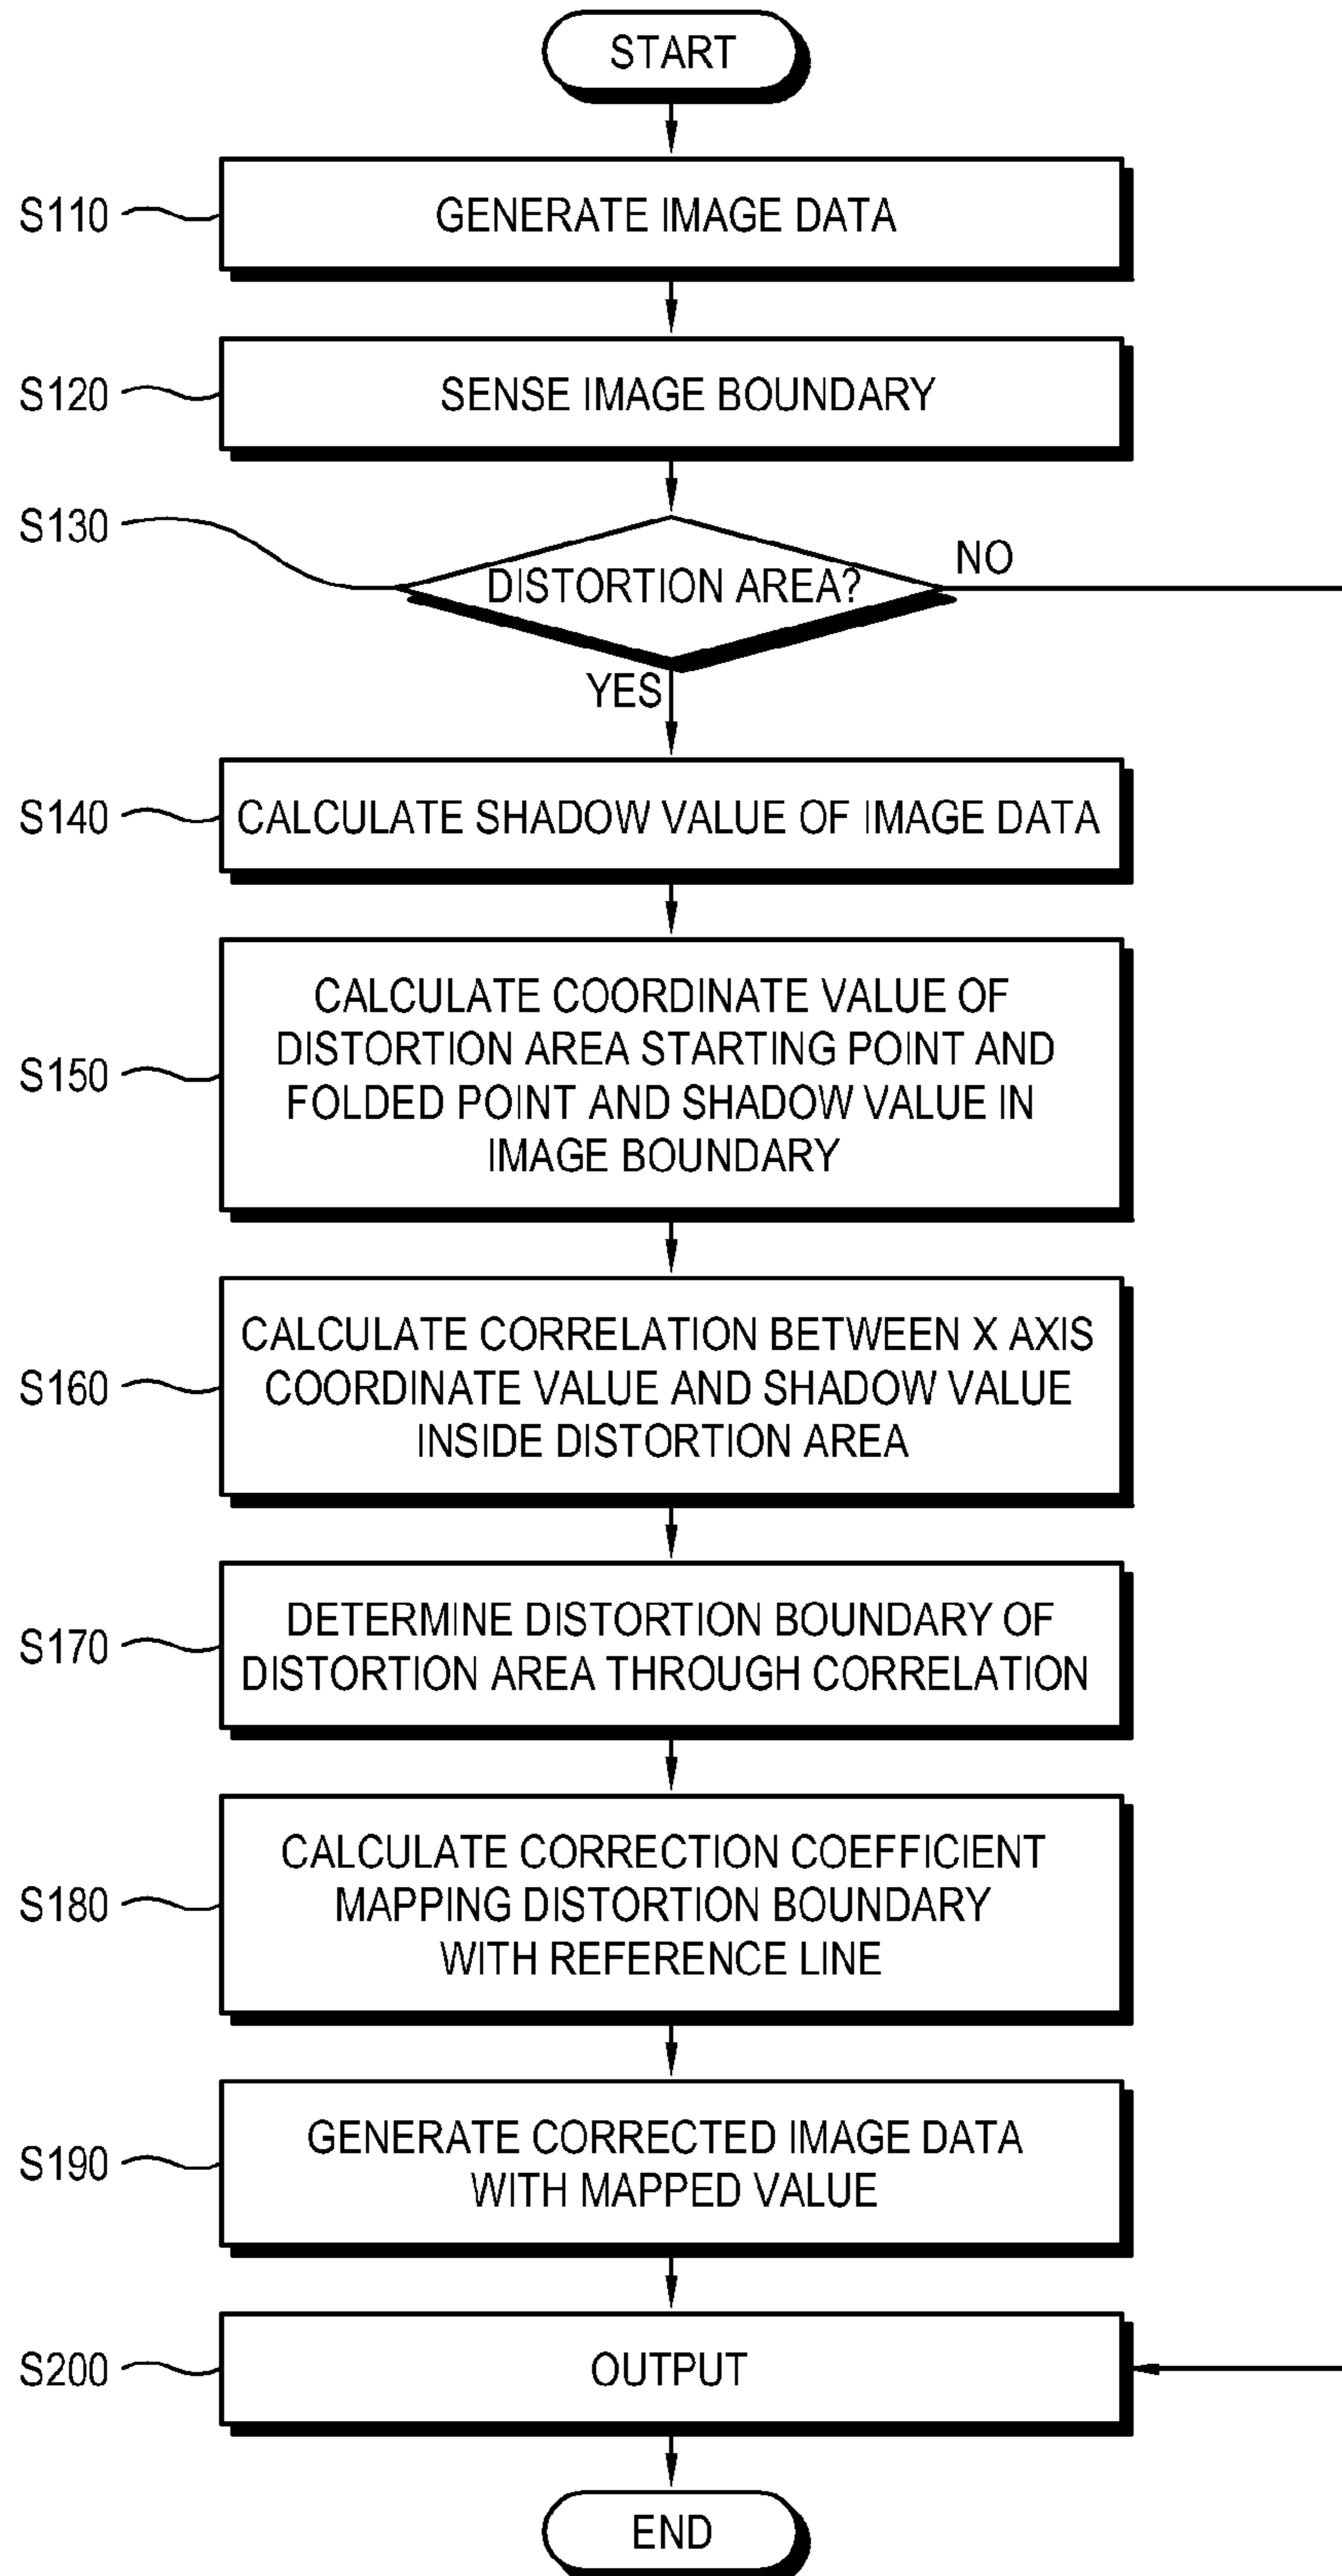 START
S110
GENERATE IMAGE DATA
S120
SENSE IMAGE BOUNDARY
S130
DISTORTION AREA?
NO
YES
S140
CALCULATE SHADOW VALUE OF IMAGE DATA
S150
CALCULATE COORDINATE VALUE OF
DISTORTION AREA STARTING POINT AND
FOLDED POINT AND SHADOW VALUE IN
IMAGE BOUNDARY
S160
CALCULATE CORRELATION BETWEEN X AXIS
COORDINATE VALUE AND SHADOW VALUE
INSIDE DISTORTION AREA
S170
DETERMINE DISTORTION BOUNDARY OF
DISTORTION AREA THROUGH CORRELATION
S180
CALCULATE CORRECTION COEFFICIENT
MAPPING DISTORTION BOUNDARY
WITH REFERENCE LINE
S190
GENERATE CORRECTED IMAGE DATA
WITH MAPPED VALUE
S200
OUTPUT
END